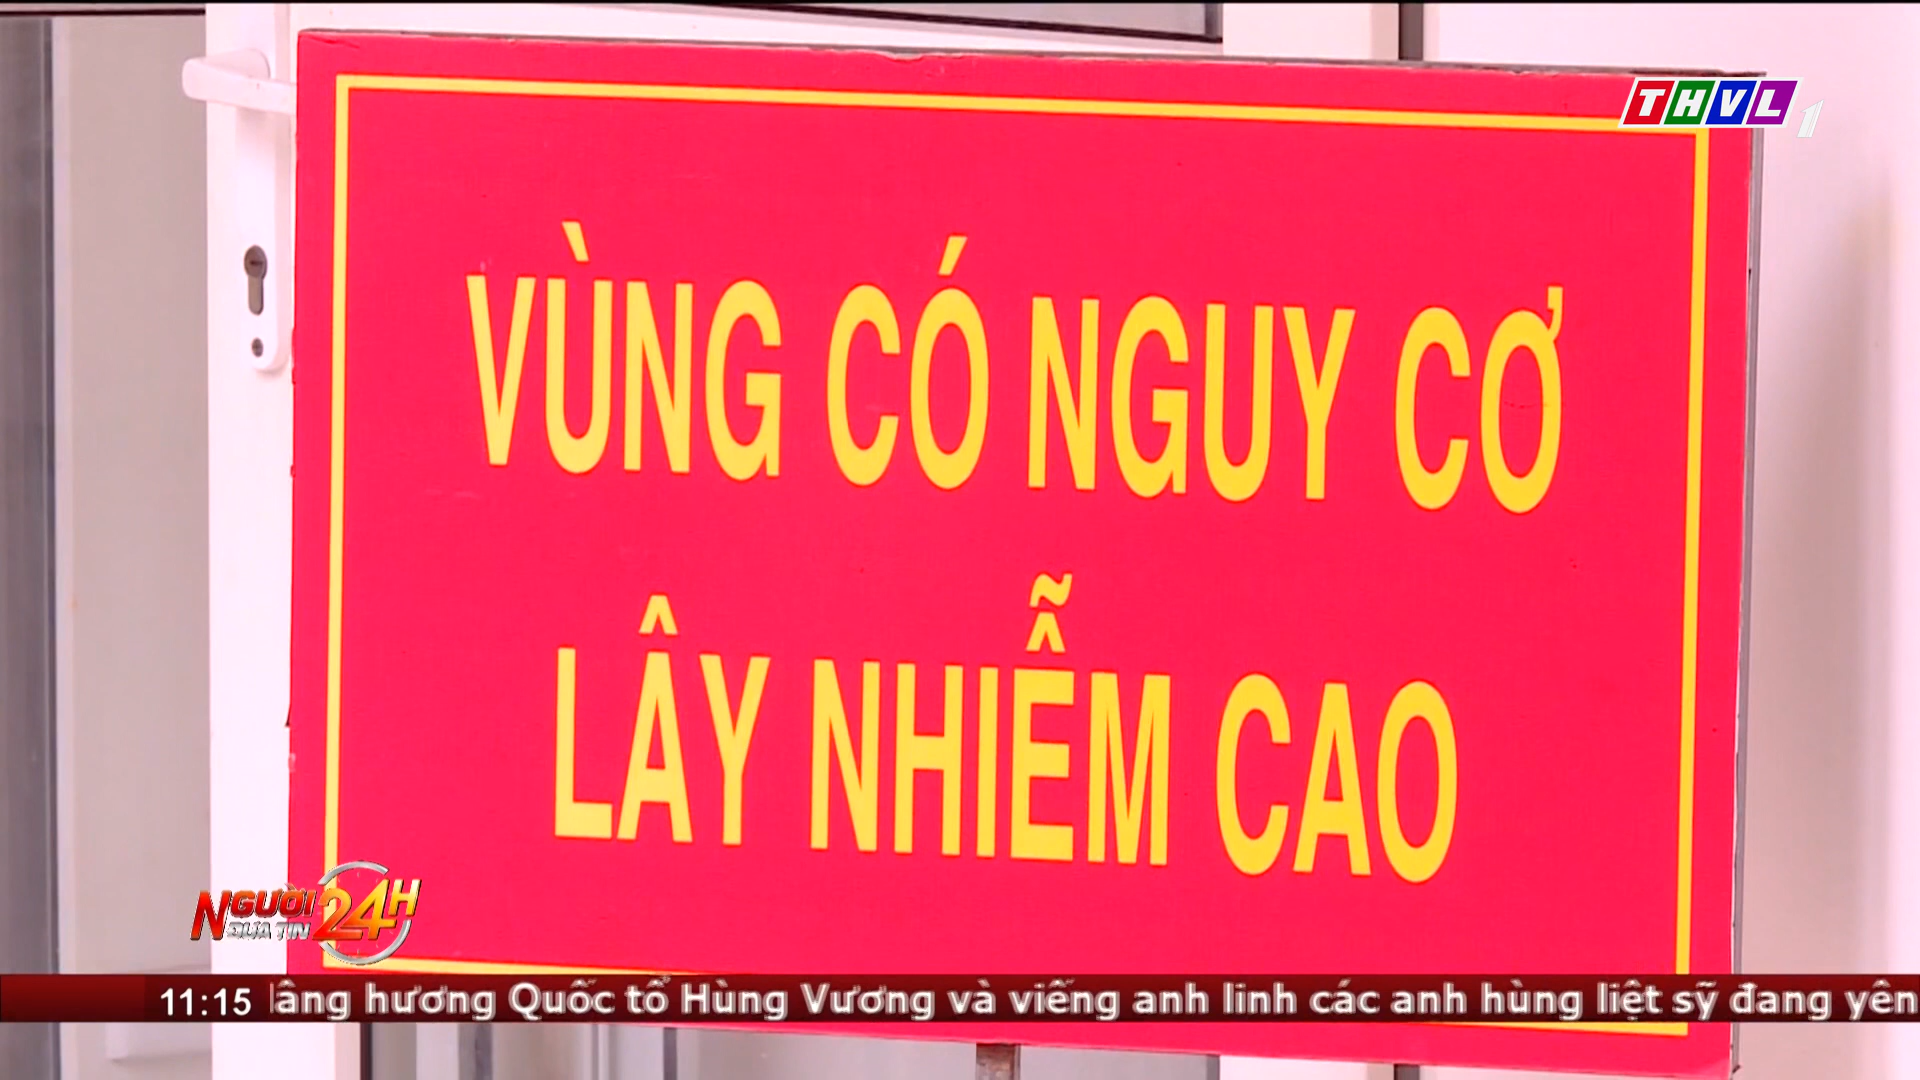 THVL1
VÙNG CÓ NGUY CƠ
LÂY NHIỄM CAO
NGƯỜI 24H
ĐƯA TIN
11:15 dâng hương Quốc tổ Hùng Vương và viếng anh linh các anh hùng liệt sỹ đang yên